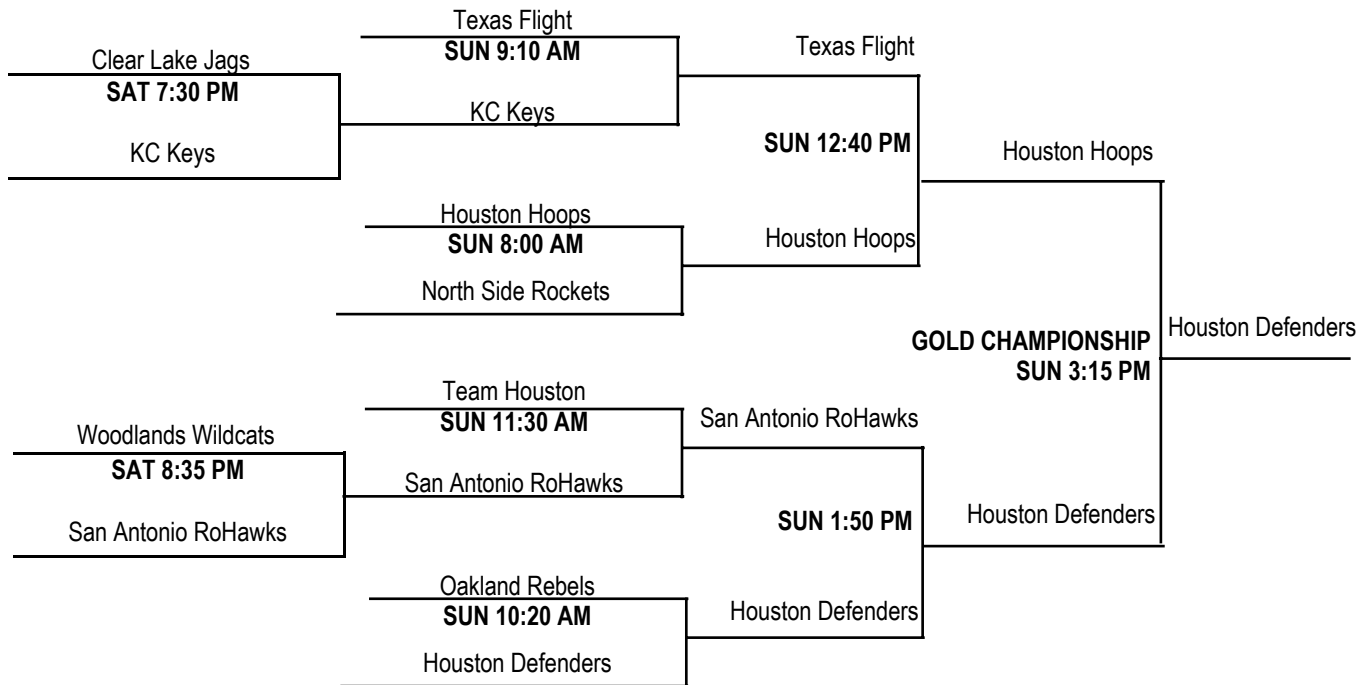 Texas Flight
SUN 9:10 AM
Texas Flight
Clear Lake Jags
SAT 7:30 PM
KC Keys
KC Keys
SUN 12:40 PM
Houston Hoops
Houston Hoops
SUN 8:00 AM
Houston Hoops
North Side Rockets
GOLD CHAMPIONSHIP
SUN 3:15 PM
Houston Defenders
Team Houston
SUN 11:30 AM
San Antonio RoHawks
Woodlands Wildcats
SAT 8:35 PM
San Antonio RoHawks
San Antonio RoHawks
SUN 1:50 PM
Houston Defenders
Oakland Rebels
SUN 10:20 AM
Houston Defenders
Houston Defenders